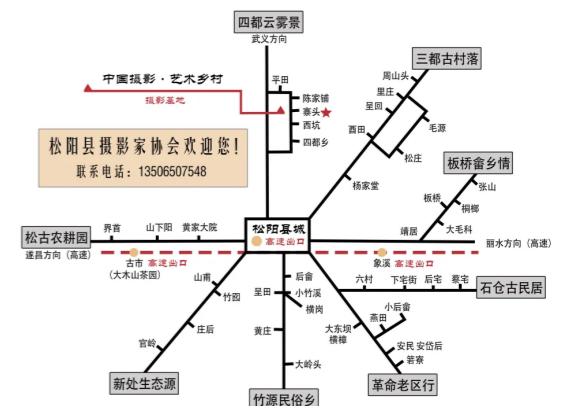 四都云雾景
武义方向
三都古村落
中国摄影·艺术乡村
摄影基地
平田
陈家铺
寨头
西坑
四都乡
周山头
里庄
呈回
酉田
毛源
松庄
杨家堂
松阳县摄影家协会欢迎您！
联系电话：13506507548
板桥畲乡情
张山
板桥
桐榔
大毛科
靖居
松古农耕园
界首
山下阳
黄家大院
松阳县城
高速出口
丽水方向（高速）
遂昌方向（高速）
古市 高速出口
（大木山茶园）
象溪 高速出口
石仓古民居
六村
下宅街
后宅
蔡宅
山甫
竹囮
庄后
官岭
新处生态源
后畲
呈田
小竹溪
横岗
黄庄
大岭头
竹源民俗乡
小后畲
燕田
大东坝
横樟
安民 安岱后
箬寮
革命老区行